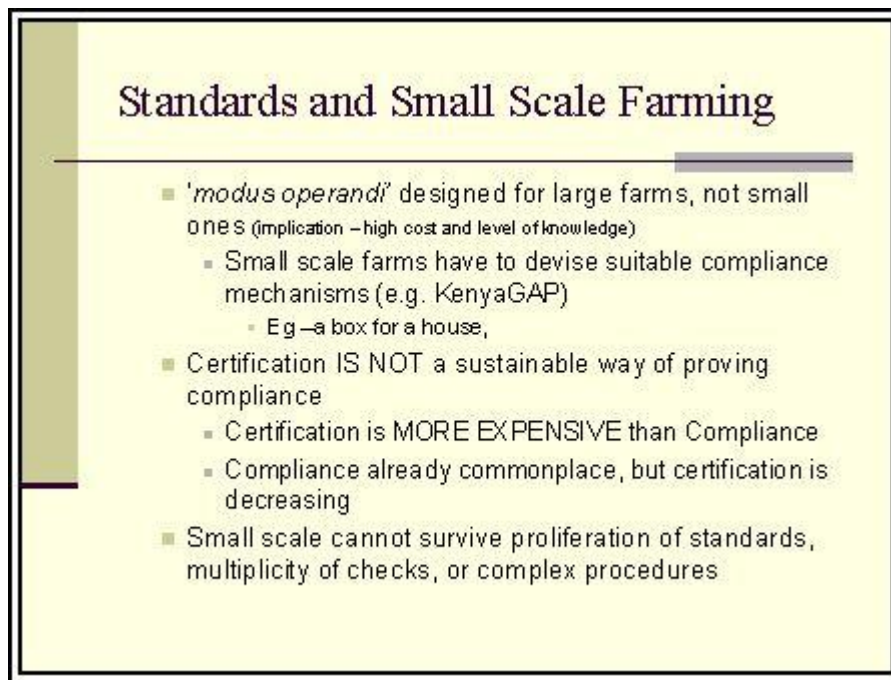 Standards and Small Scale Farming
'modus operandi' designed for large farms, not small
ones (implication – high cost and level of knowledge)
Small scale farms have to devise suitable compliance
mechanisms (e.g. KenyaGAP)
Eg –a box for a house,
Certification IS NOT a sustainable way of proving
compliance
Certification is MORE EXPENSIVE than Compliance
Compliance already commonplace, but certification is
decreasing
Small scale cannot survive proliferation of standards,
multiplicity of checks, or complex procedures